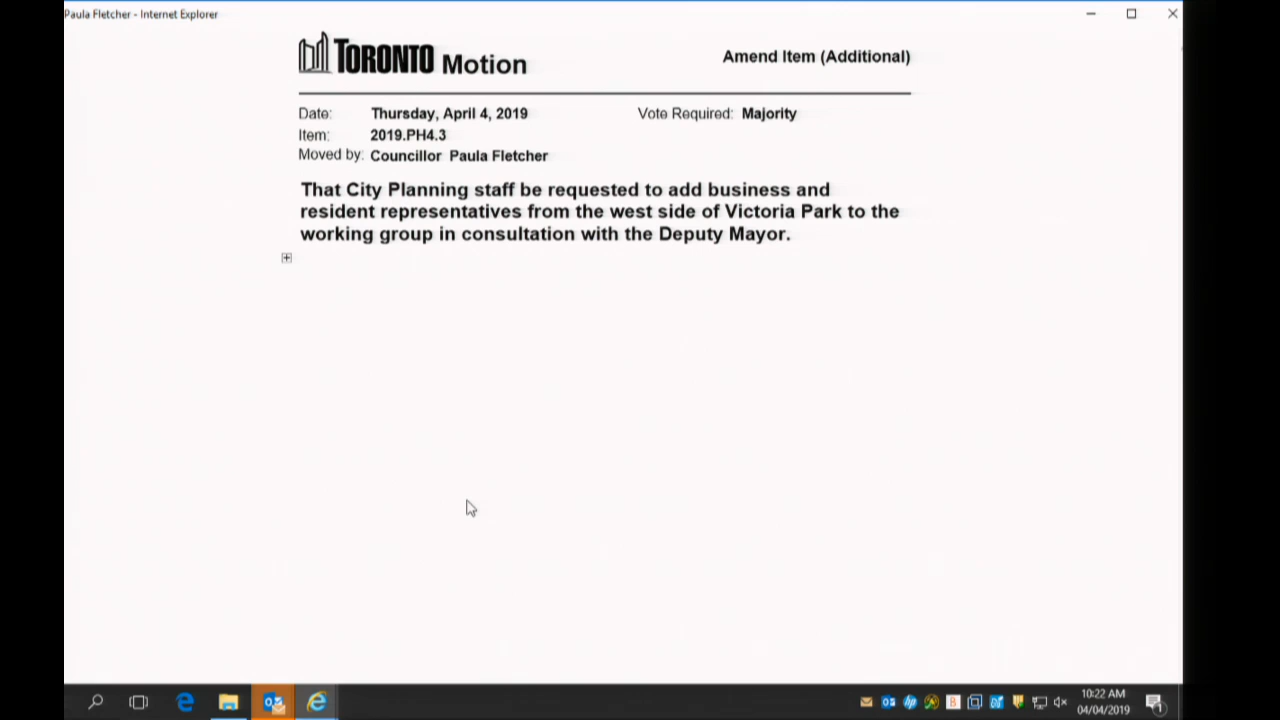 Paula Fletcher - Internet Explorer
TORONTO Motion
Amend Item (Additional)
Date: Thursday, April 4, 2019
Vote Required: Majority
Item: 2019.PH4.3
Moved by: Councillor Paula Fletcher
That City Planning staff be requested to add business and
resident representatives from the west side of Victoria Park to the
working group in consultation with the Deputy Mayor.
10:22 AM
04/04/2019